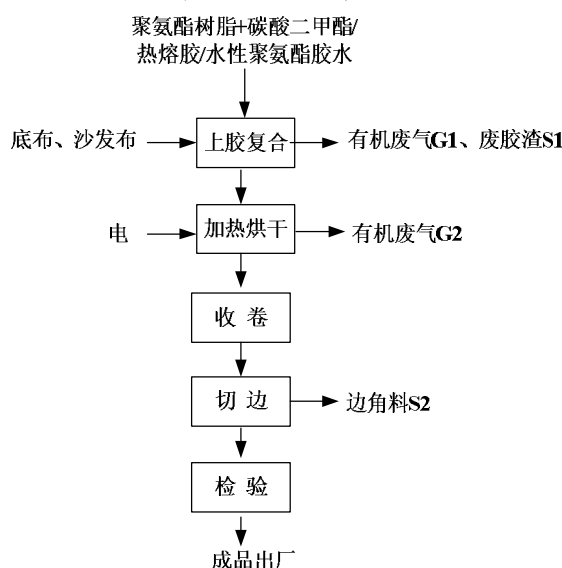 聚氨酯树脂+碳酸二甲酯/
热熔胶/水性聚氨酯胶水
底布、沙发布
上胶复合
有机废气G1、废胶渣S1
电
加热烘干
有机废气G2
收 卷
切 边
边角料S2
检 验
成品出厂